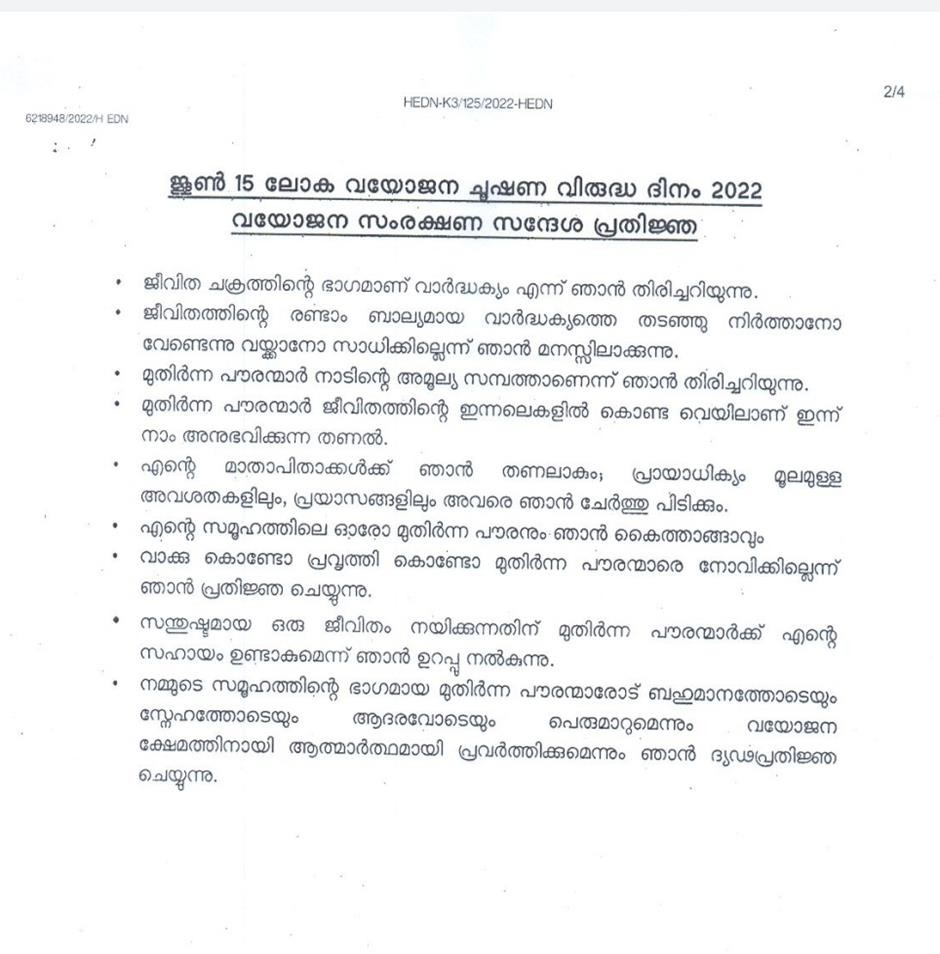 2/4
HEDN-K3/125/2022-HEDN
6218948/2022/H EDN
ജൂൺ 15 ലോക വയോജന ചൂഷണ വിരുദ്ധ ദിനം 2022
വയോജന സംരക്ഷണ സന്ദേശ പ്രതിജ്ഞ
• ജീവിത ചക്രത്തിന്റെ ഭാഗമാണ് വാർദ്ധക്യം എന്ന് ഞാൻ തിരിച്ചറിയുന്നു.
• ജീവിതത്തിന്റെ രണ്ടാം ബാല്യമായ വാർദ്ധക്യത്തെ തടഞ്ഞു നിർത്താനോ
വേണ്ടെന്നു വയ്ക്കാനോ സാധിക്കില്ലെന്ന് ഞാൻ മനസ്സിലാക്കുന്നു.
• മുതിർന്ന പൗരന്മാർ നാടിന്റെ അമൂല്യ സമ്പത്താണെന്ന് ഞാൻ തിരിച്ചറിയുന്നു.
• മുതിർന്ന പൗരന്മാർ ജീവിതത്തിന്റെ ഇന്നലെകളിൽ കൊണ്ട വെയിലാണ് ഇന്ന്
നാം അനുഭവിക്കുന്ന തണൽ.
• എന്റെ മാതാപിതാക്കൾക്ക് ഞാൻ തണലാകും; പ്രായാധിക്യം മൂലമുള്ള
അവശതകളിലും, പ്രയാസങ്ങളിലും അവരെ ഞാൻ ചേർത്തു പിടിക്കും.
• എന്റെ സമൂഹത്തിലെ ഓരോ മുതിർന്ന പൗരനും ഞാൻ കൈത്താങ്ങാവും
• വാക്കു കൊണ്ടോ പ്രവൃത്തി കൊണ്ടോ മുതിർന്ന പൗരന്മാരെ നോവിക്കില്ലെന്ന്
ഞാൻ പ്രതിജ്ഞ ചെയ്യുന്നു.
• സന്തുഷ്ടമായ ഒരു ജീവിതം നയിക്കുന്നതിന് മുതിർന്ന പൗരന്മാർക്ക് എന്റെ
സഹായം ഉണ്ടാകുമെന്ന് ഞാൻ ഉറപ്പു നൽകുന്നു.
• നമ്മുടെ സമൂഹത്തിന്റെ ഭാഗമായ മുതിർന്ന പൗരന്മാരോട് ബഹുമാനത്തോടെയും
സ്നേഹത്തോടെയും ആദരവോടെയും പെരുമാറുമെന്നും വയോജന
ക്ഷേമത്തിനായി ആത്മാർത്ഥമായി പ്രവർത്തിക്കുമെന്നും ഞാൻ ദൃഢപ്രതിജ്ഞ
ചെയ്യുന്നു.